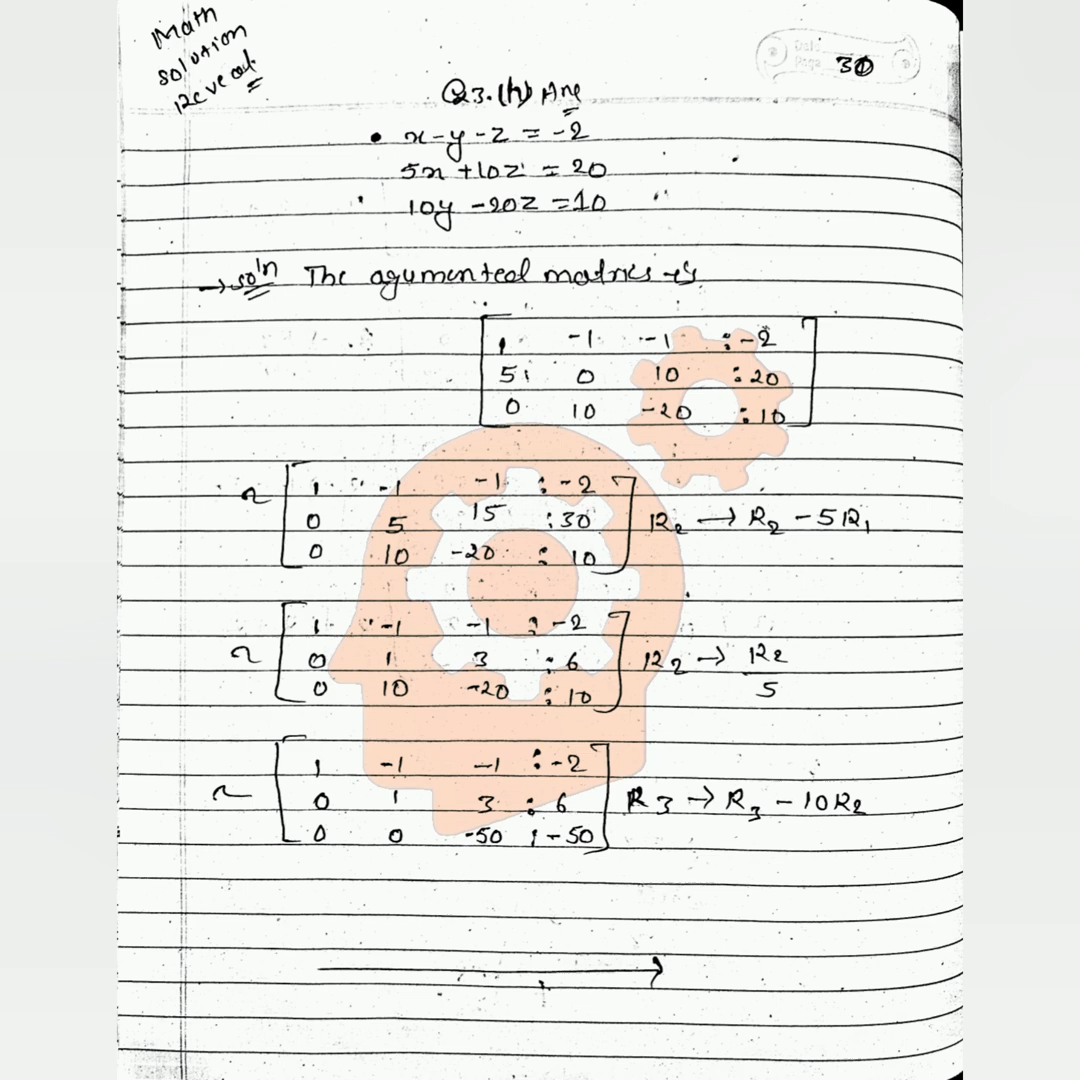 Math
solution
30
Q3.(h) Ans
x-y-z = -2
5x +10z = 20
10y -20z =10
→ so'n The agumented matrics is
1 -1 -1 :-2
5 0 10 :20
0 10 -20 :10
~ 1 -1 -1 :-2
0 5 15 :30 R2 → R2 -5R1
0 10 -20 : 10
~ 1 -1 -1 : -2
0 1 3 : 6 R2 → R2/5
0 10 -20 : 10
~ 1 -1 -1 : -2
0 1 3 : 6 R3 → R3 - 10R2
0 0 -50 : -50